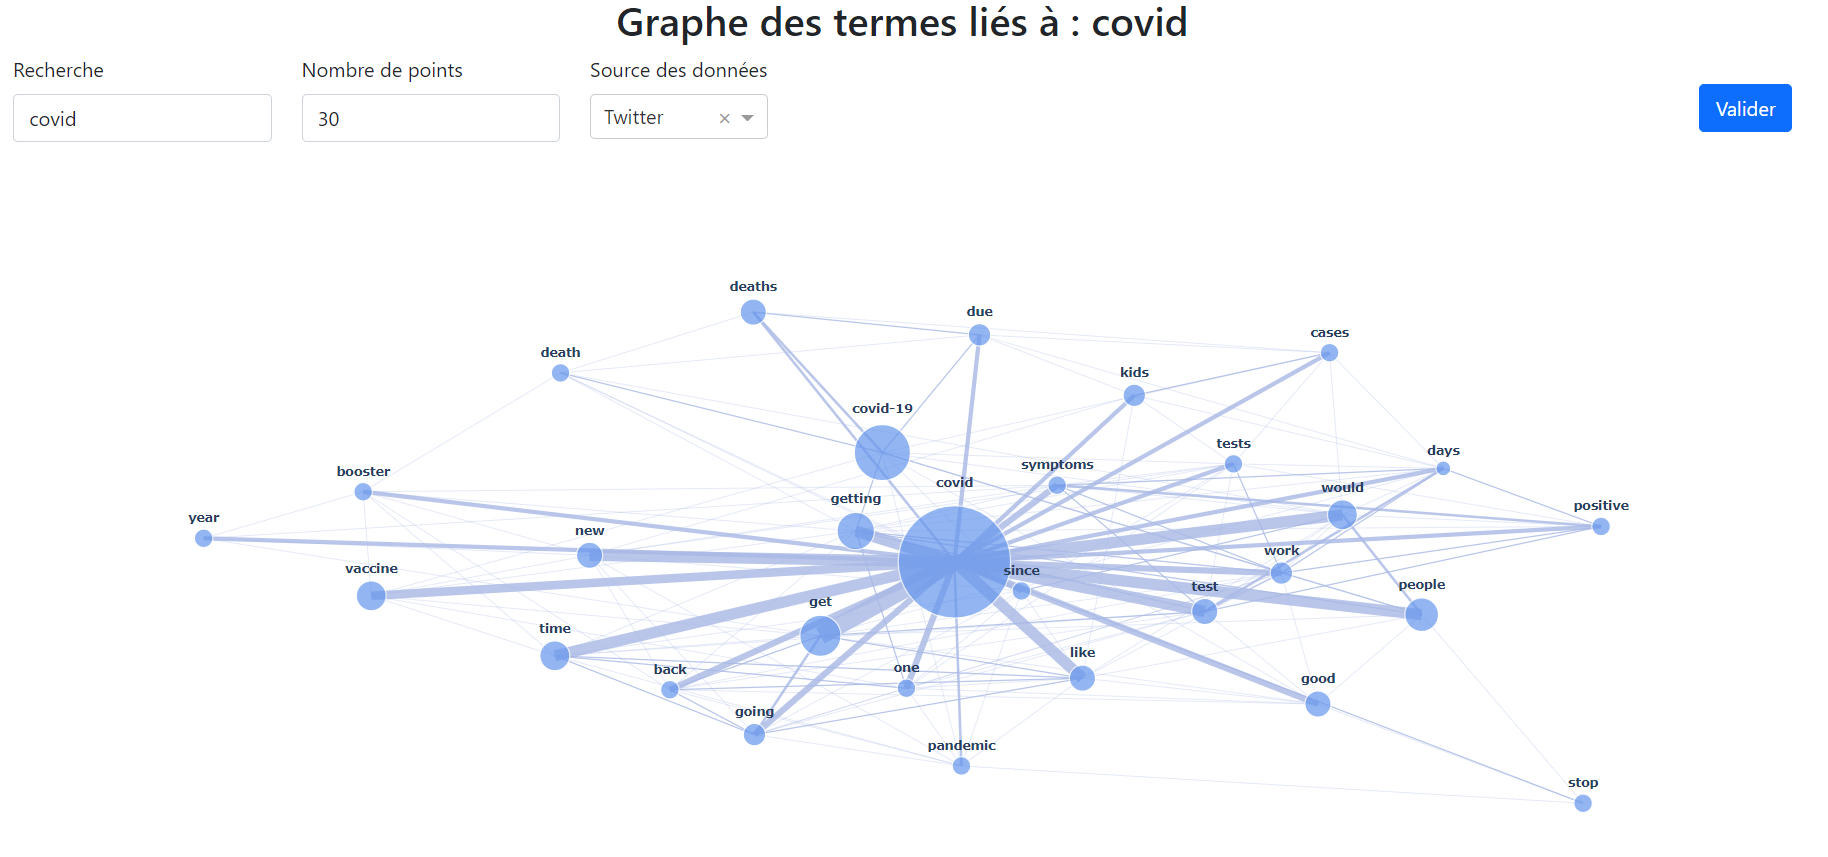 Graphe des termes liés à : covid
Recherche
Nombre de points
Source des données
covid
30
Twitter
Valider
deaths
due
cases
death
kids
covid-19
tests
days
symptoms
booster
covid
would
getting
positive
year
new
work
vaccine
since
people
test
get
time
like
back
one
good
going
pandemic
stop